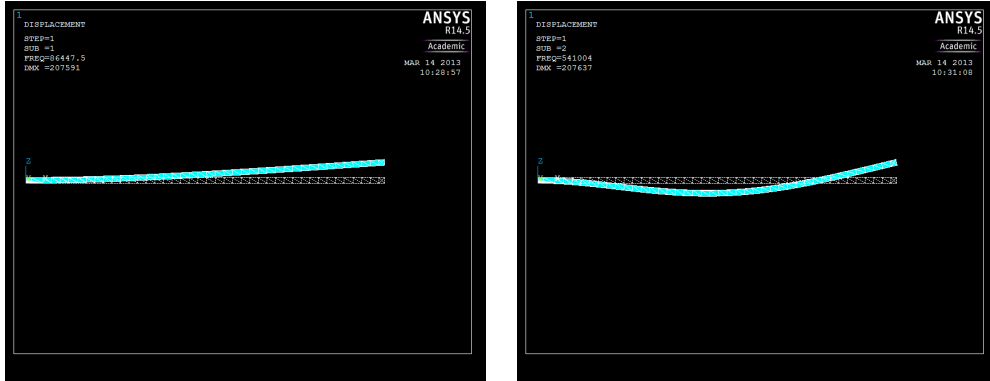 1
DISPLACEMENT
STEP=1
SUB =1
FREQ=86447.5
DMX =207591
ANSYS
R14.5
Academic
MAR 14 2013
10:28:57
Z
1
DISPLACEMENT
STEP=1
SUB =2
FREQ=541004
DMX =207637
ANSYS
R14.5
Academic
MAR 14 2013
10:31:08
Z